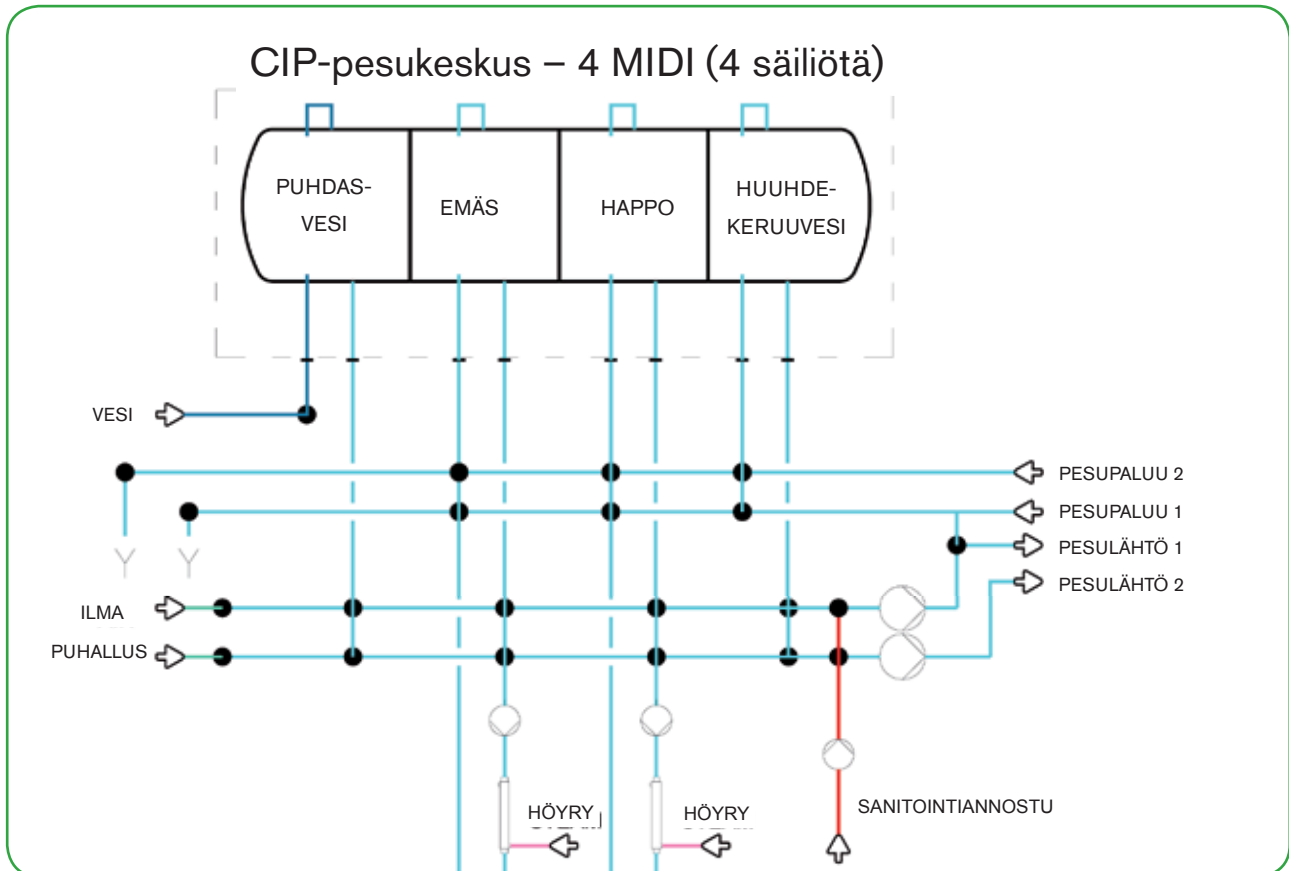 CIP-pesukeskus – 4 MIDI (4 säiliötä)
PUHDAS-
VESI
EMÄS
HAPPO
HUUHDE-
KERUUVESI
VESI
PESUPALUU 2
PESUPALUU 1
PESULÄHTÖ 1
PESULÄHTÖ 2
ILMA
PUHALLUS
HÖYRY
HÖYRY
SANITOINTIANNOSTU